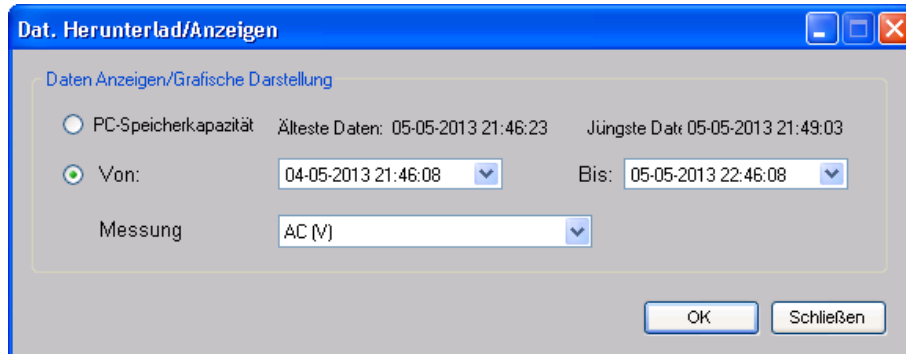 Dat. Herunterlad/Anzeigen
Daten Anzeigen/Grafische Darstellung
PC-Speicherkapazität Älteste Daten: 05-05-2013 21:46:23 Jüngste Date 05-05-2013 21:49:03
Von: 04-05-2013 21:46:08 Bis: 05-05-2013 22:46:08
Messung AC (V)
OK Schließen